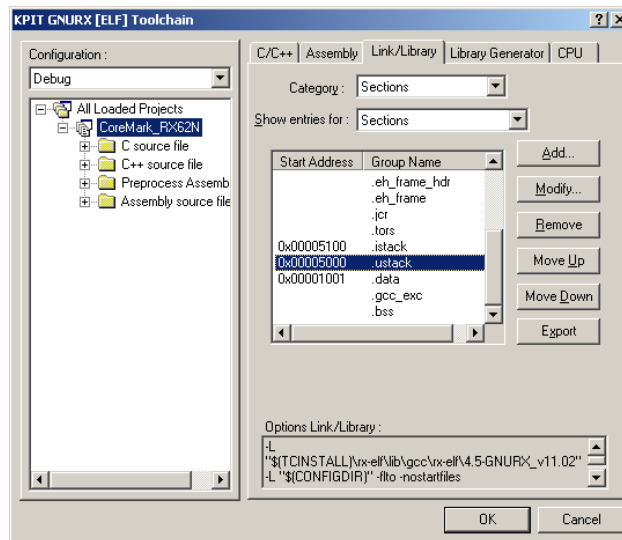 KPIT GNURX [ELF] Toolchain
Configuration :
Debug
All Loaded Projects
CoreMark_RX62N
C source file
C++ source file
Preprocess Assemb
Assembly source file
C/C++ Assembly Link/Library Library Generator CPU
Category : Sections
Show entries for : Sections
Start Address Group Name
.eh_frame_hdr
.eh_frame
.jcr
.tors
0x00005100 .istack
0x00005000 .ustack
0x00001001 .data
.gcc_exc
.bss
Add...
Modify...
Remove
Move Up
Move Down
Export
Options Link/Library :
-L
"$(TCINSTALL)\rx-elf\lib\gcc\rx-elf\4.5-GNURX_v11.02"
-L "$(CONFIGDIR)" -flto -nostartfiles
OK Cancel